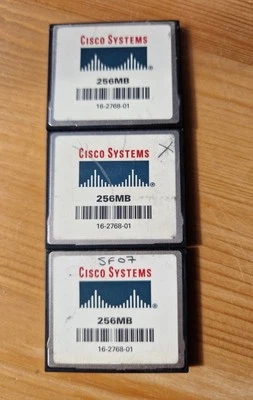 CISCO SYSTEMS
®
256MB
16-2768-01
X
CISCO SYSTEMS
®
256MB
16-2768-01
SF07
CISCO SYSTEMS
®
256MB
16-2768-01